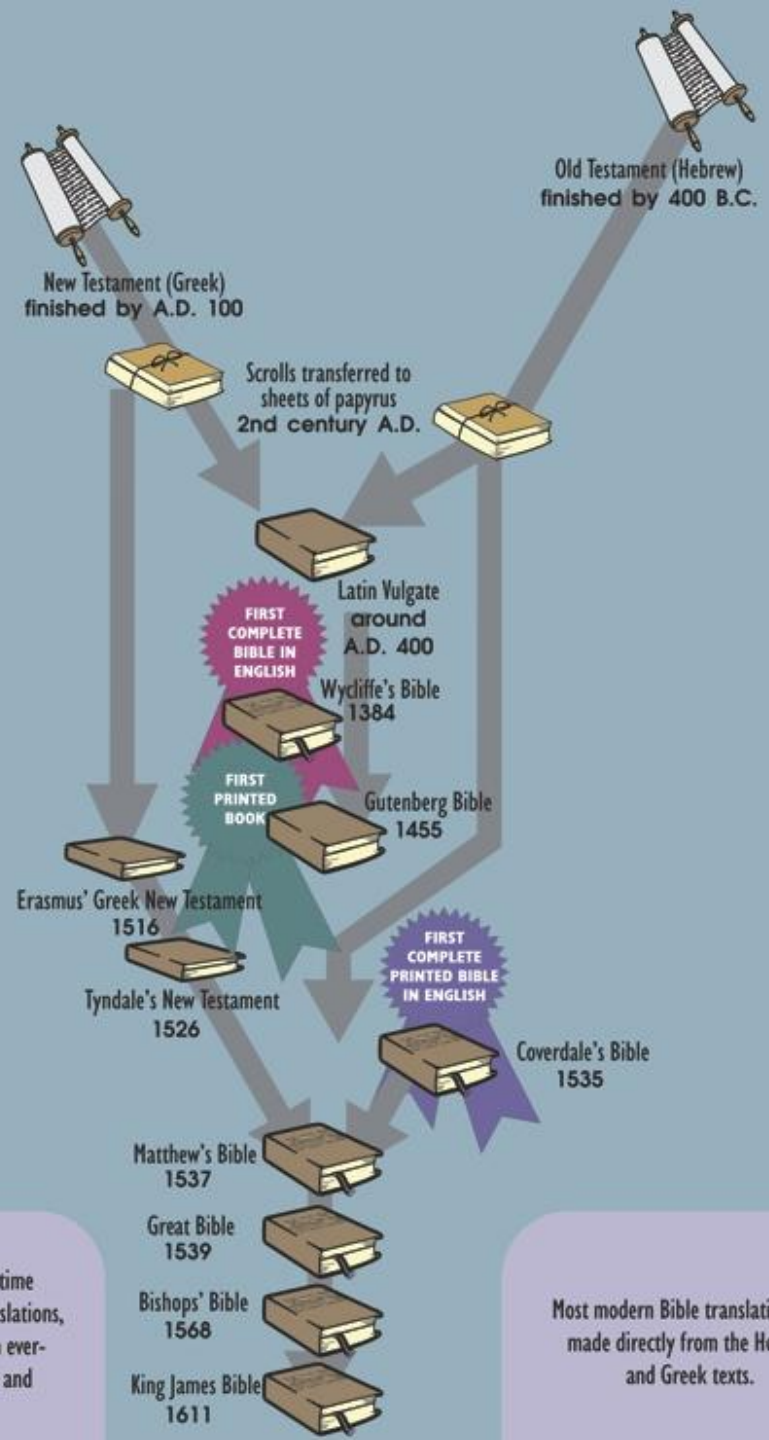 Old Testament (Hebrew)
finished by 400 B.C.
New Testament (Greek)
finished by A.D. 100
Scrolls transferred to
sheets of papyrus
2nd century A.D.
Latin Vulgate
around
A.D. 400
FIRST
COMPLETE
BIBLE IN
ENGLISH
Wycliffe's Bible
1384
FIRST
PRINTED
BOOK
Gutenberg Bible
1455
Erasmus' Greek New Testament
1516
Tyndale's New Testament
1526
FIRST
COMPLETE
PRINTED BIBLE
IN ENGLISH
Coverdale's Bible
1535
Matthew's Bible
1537
Great Bible
1539
Bishops' Bible
1568
King James Bible
1611
time
slations,
ever-
and
Most modern Bible translati
made directly from the He
and Greek texts.